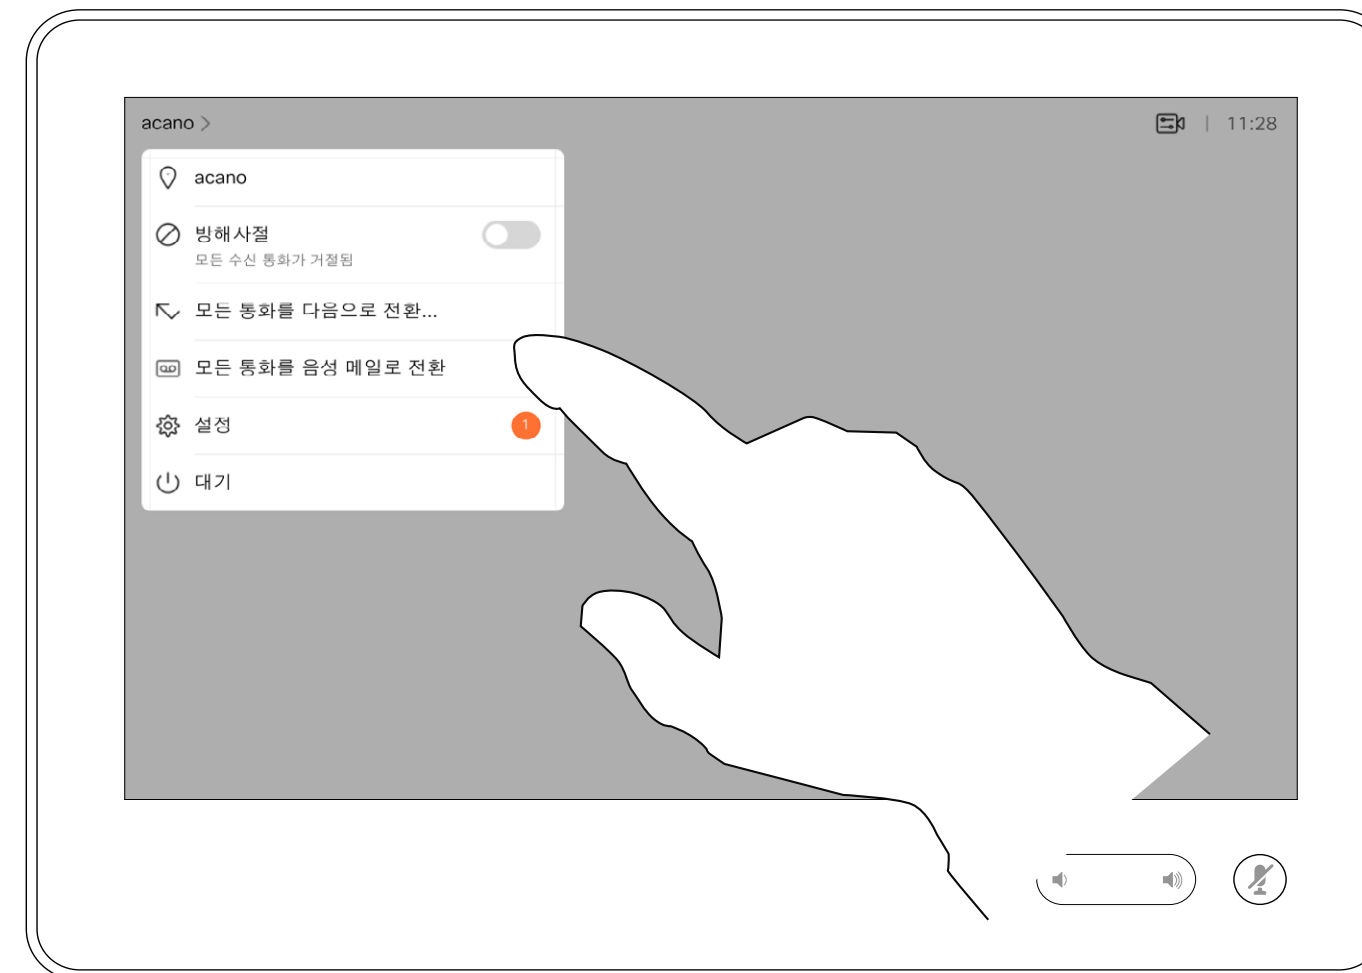 acano >
11:28
acano
방해사절
모든 수신 통화가 거절됨
모든 통화를 다음으로 전환...
모든 통화를 음성 메일로 전환
설정 1
대기